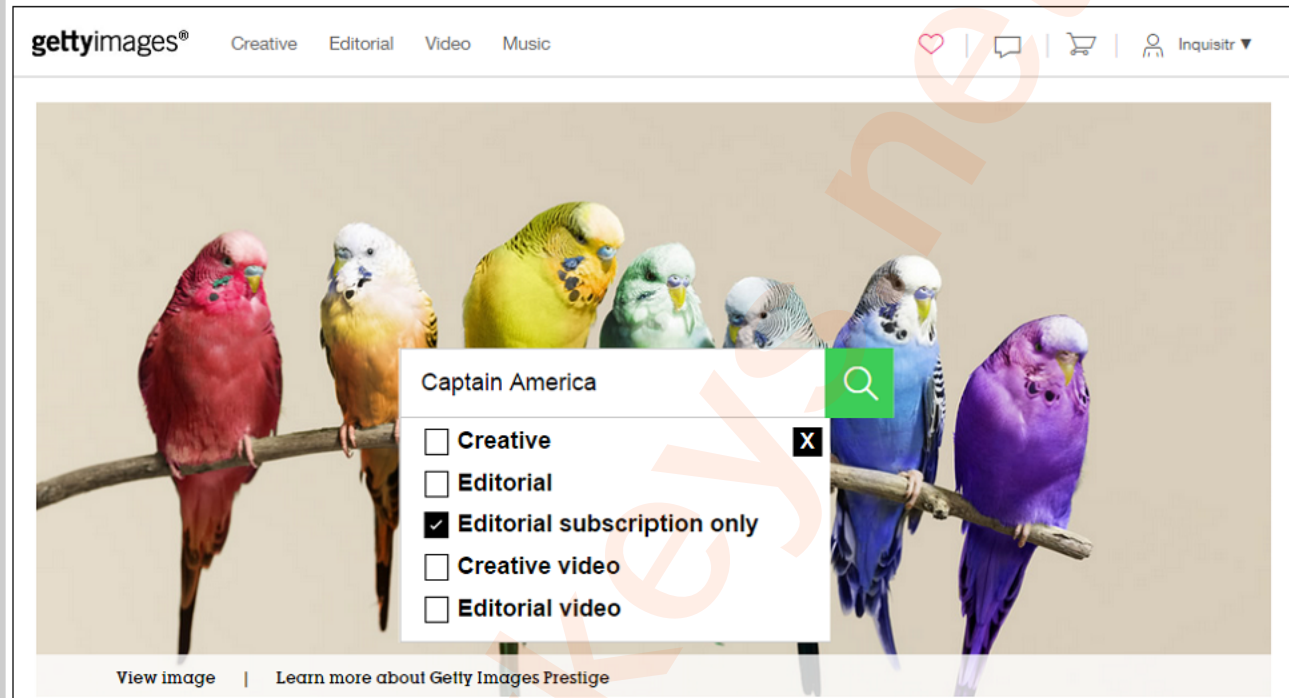 gettyimages® Creative Editorial Video Music Inquisitr ▼
Captain America
Creative X
Editorial
Editorial subscription only
Creative video
Editorial video
View image | Learn more about Getty Images Prestige